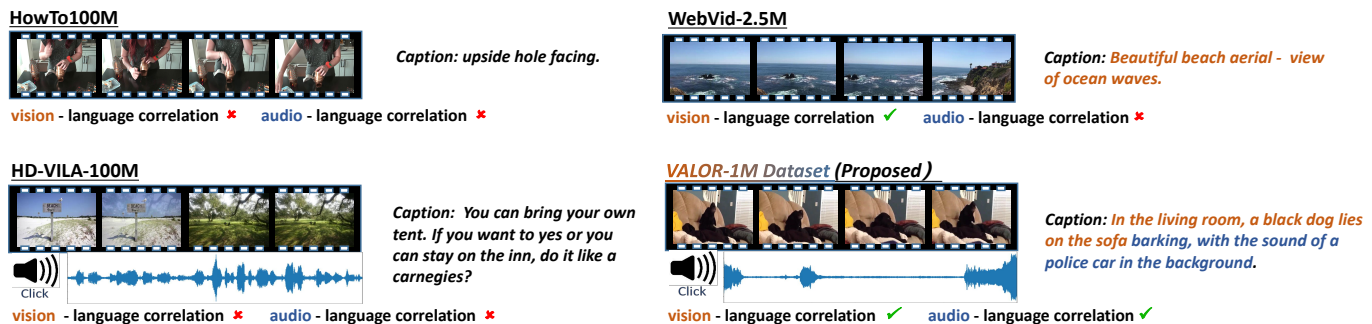 HowTo100M
Caption: upside hole facing.
vision - language correlation ✘ audio - language correlation ✘
WebVid-2.5M
Caption: Beautiful beach aerial - view
of ocean waves.
vision - language correlation ✓ audio - language correlation ✘
HD-VILA-100M
Caption: You can bring your own
tent. If you want to yes or you
can stay on the inn, do it like a
carnegies?
Click
vision - language correlation ✘ audio - language correlation ✘
VALOR-1M Dataset (Proposed)
Caption: In the living room, a black dog lies
on the sofa barking, with the sound of a
police car in the background.
Click
vision - language correlation ✓ audio - language correlation ✓